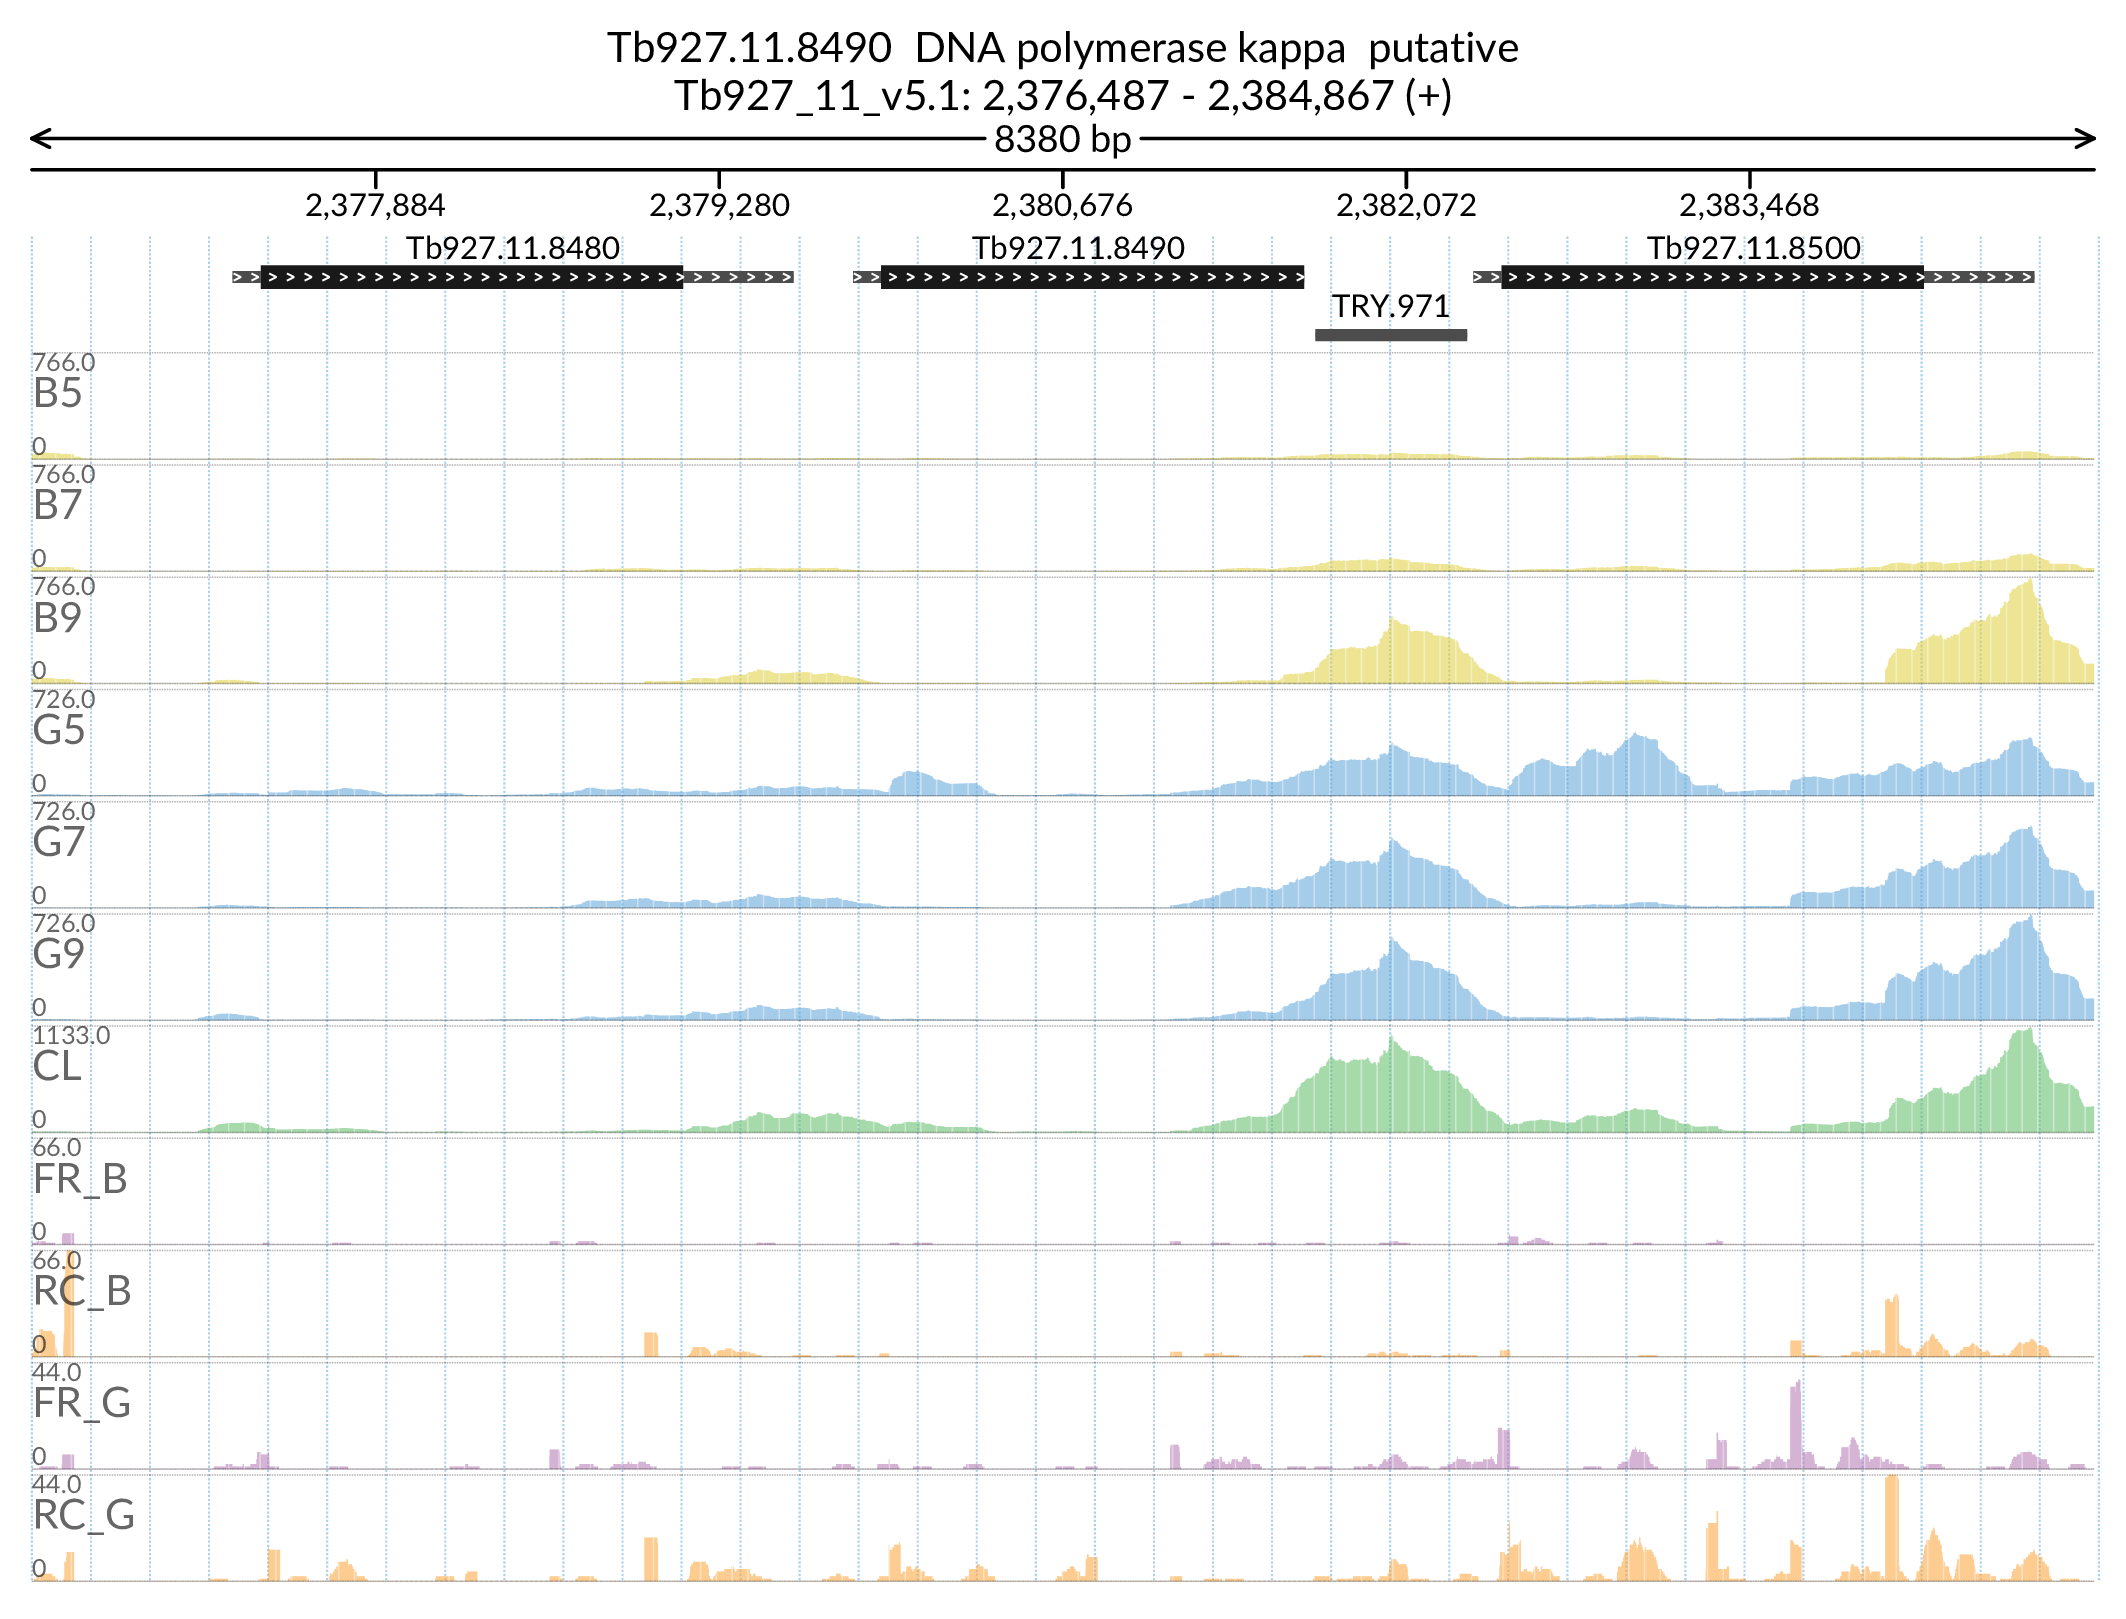 Tb927.11.8490  DNA polymerase kappa  putative
Tb927_11_v5.1: 2,376,487 - 2,384,867 (+)
8380 bp
2,377,884 2,379,280 2,380,676 2,382,072 2,383,468
Tb927.11.8480 Tb927.11.8490 Tb927.11.8500
TRY.971
766.0
B5
0
766.0
B7
0
766.0
B9
0
726.0
G5
0
726.0
G7
0
726.0
G9
0
1133.0
CL
0
66.0
FR_B
0
66.0
RC_B
0
44.0
FR_G
0
44.0
RC_G
0